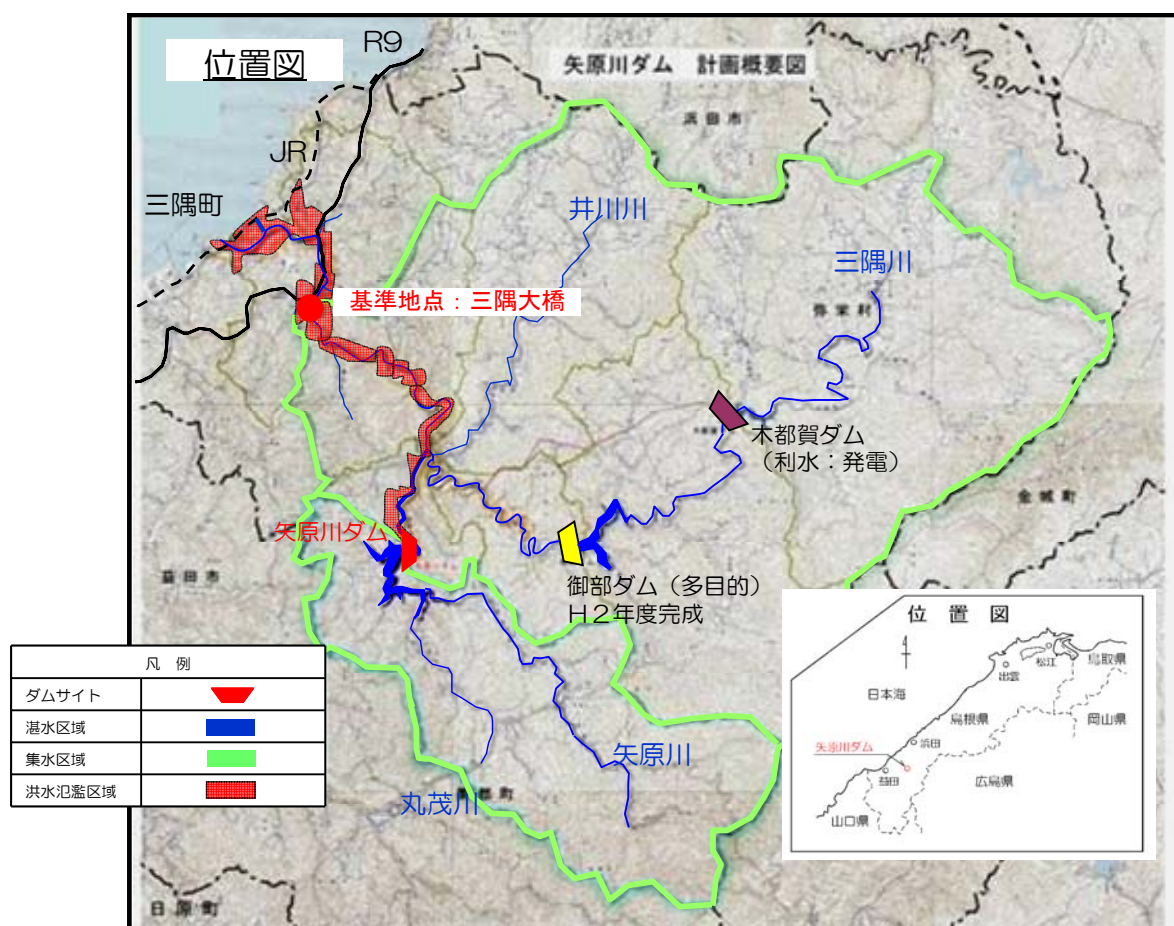 位置図
R9
矢原川ダム 計画概要図
浜田市
JR
三隅町
井川川
三隅川
弥栄村
基準地点：三隅大橋
木都賀ダム
（利水：発電）
金城町
矢原川ダム
益田市
御部ダム（多目的）
Ｈ２年度完成
矢原川
丸茂川
日原町
凡 例
ダムサイト
湛水区域
集水区域
洪水氾濫区域
位 置 図
4
日本海
松江
出雲
鳥取県
島根県
岡山県
浜田
矢原川ダム
益田
広島県
山口県